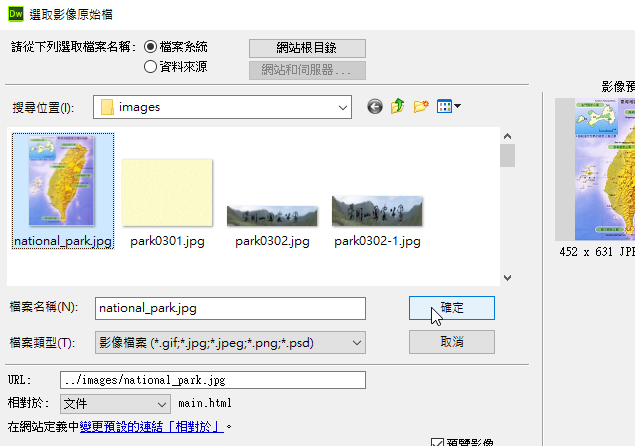 Dw 選取影像原始檔
請從下列選取檔案名稱: 檔案系統 網站根目錄
資料來源 網站和伺服器...
影像預
搜尋位置(I): images
national_park.jpg park0301.jpg park0302.jpg park0302-1.jpg
452 x 631 JPE
檔案名稱(N): national_park.jpg 確定
檔案類型(T): 影像檔案 (*.gif;*.jpg;*.jpeg;*.png;*.psd) 取消
URL: ../images/national_park.jpg
相對於: 文件 main.html
在網站定義中變更預設的連結「相對於」。
預覽影像